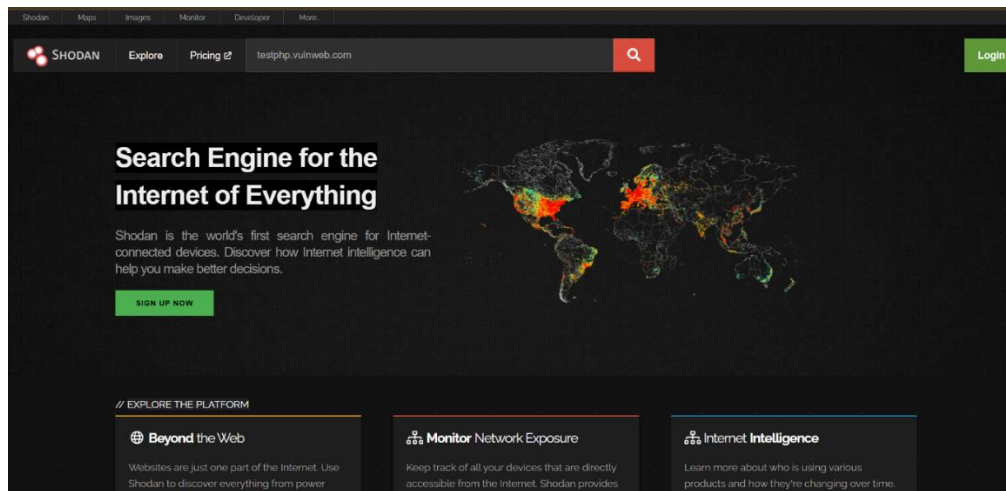 Shodan Maps Images Monitor Developer More...
SHODAN Explore Pricing testphp.vulnweb.com Login
Search Engine for the
Internet of Everything
Shodan is the world's first search engine for Internet-
connected devices. Discover how Internet intelligence can
help you make better decisions.
SIGN UP NOW
// EXPLORE THE PLATFORM
Beyond the Web
Websites are just one part of the Internet. Use
Shodan to discover everything from power
Monitor Network Exposure
Keep track of all your devices that are directly
accessible from the Internet. Shodan provides
Internet Intelligence
Learn more about who is using various
products and how they're changing over time.